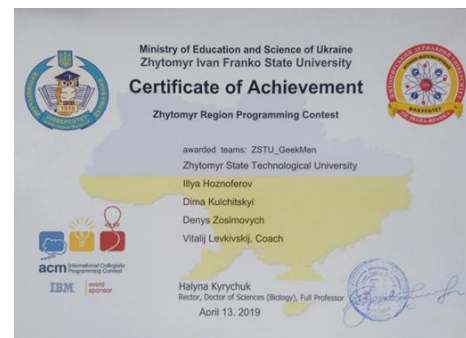 Ministry of Education and Science of Ukraine
Zhytomyr Ivan Franko State University
Certificate of Achievement
Zhytomyr Region Programming Contest
awarded teams: ZSTU_GeekMen
Zhytomyr State Technological University
Illya Hoznoferov
Dima Kulchitskyi
Denys Zosimovych
Vitalij Levkivskij, Coach
acm International Collegiate
Programming Contest
IBM event
sponsor
Halyna Kyrychuk
Rector, Doctor of Sciences (Biology), Full Professor
April 13, 2019
1919